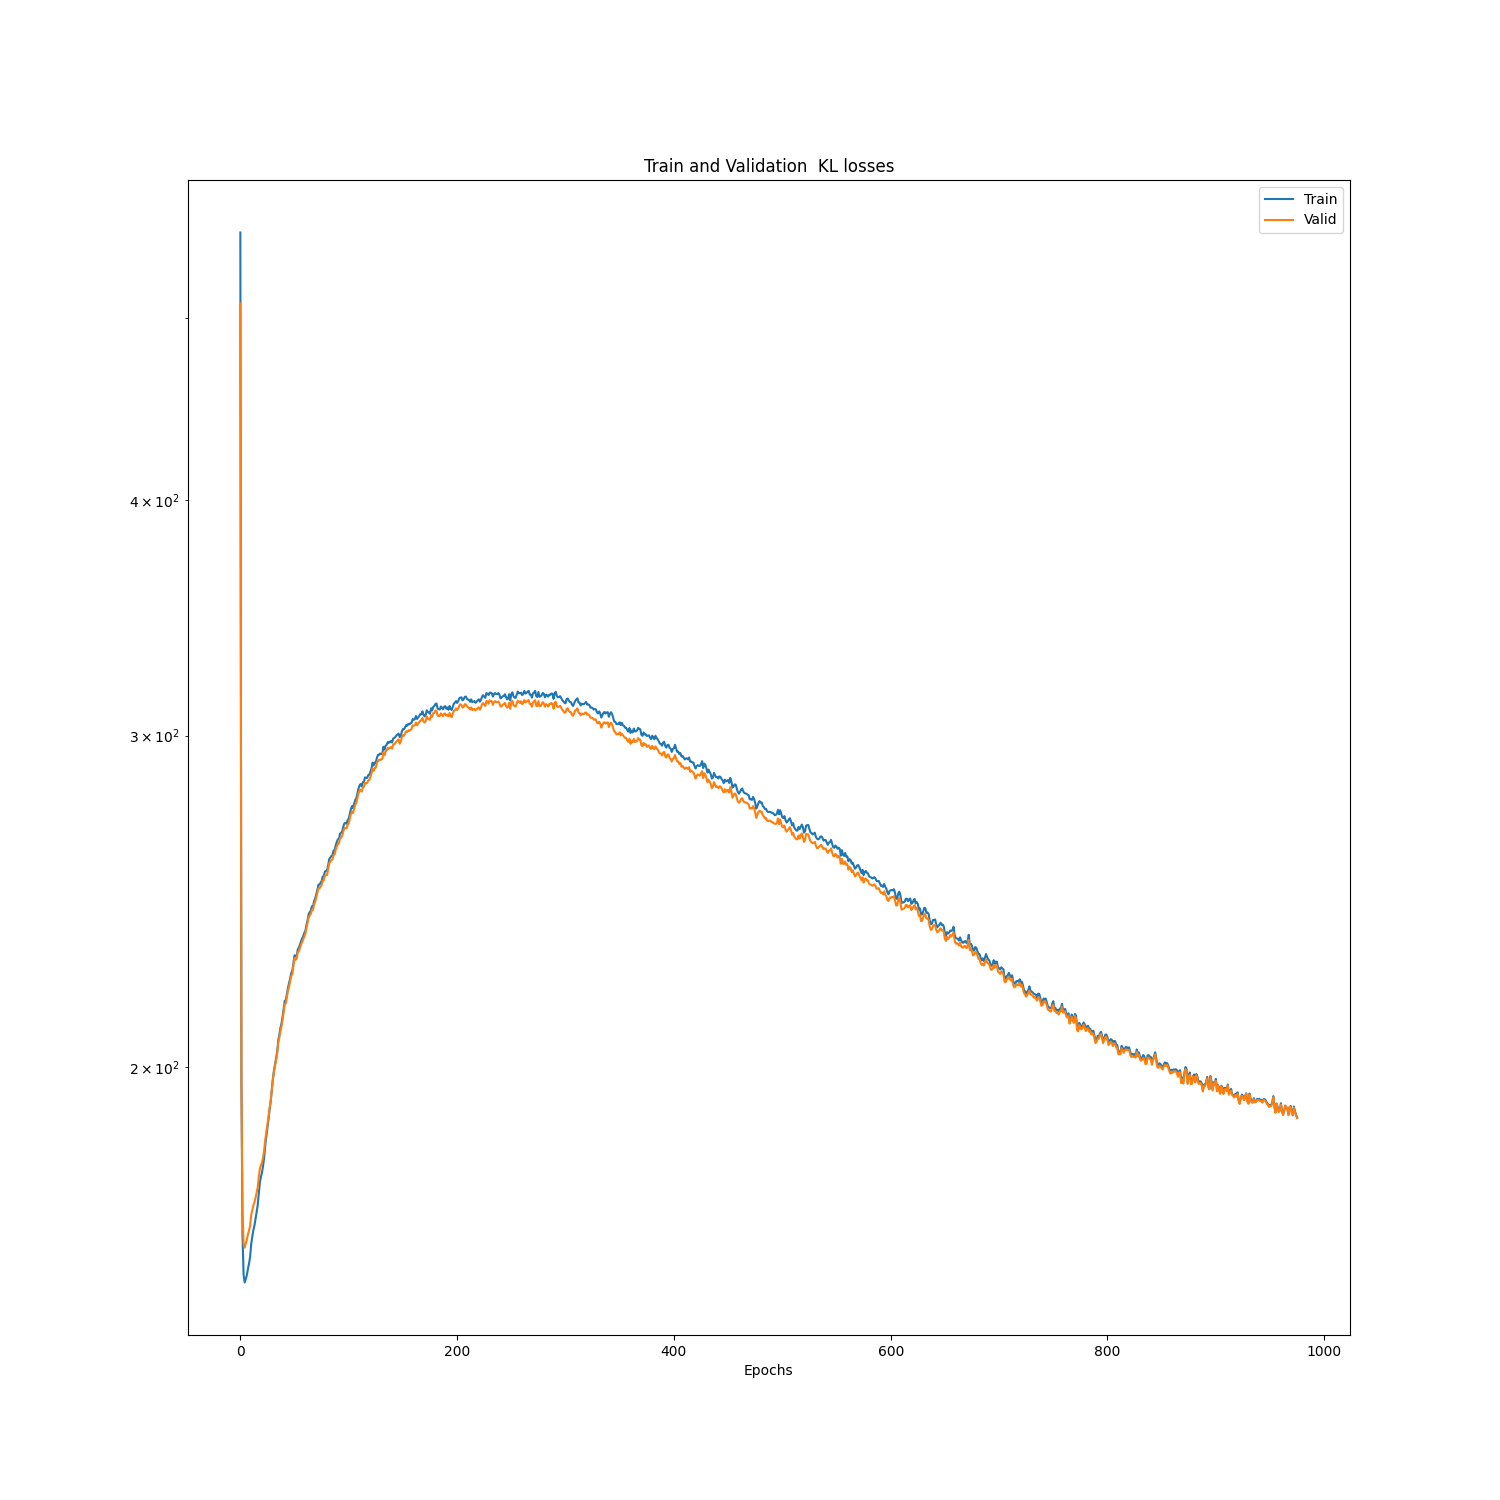 Train and Validation  KL losses
Train
Valid
4 × 10²
3 × 10²
2 × 10²
0 200 400 600 800 1000
Epochs